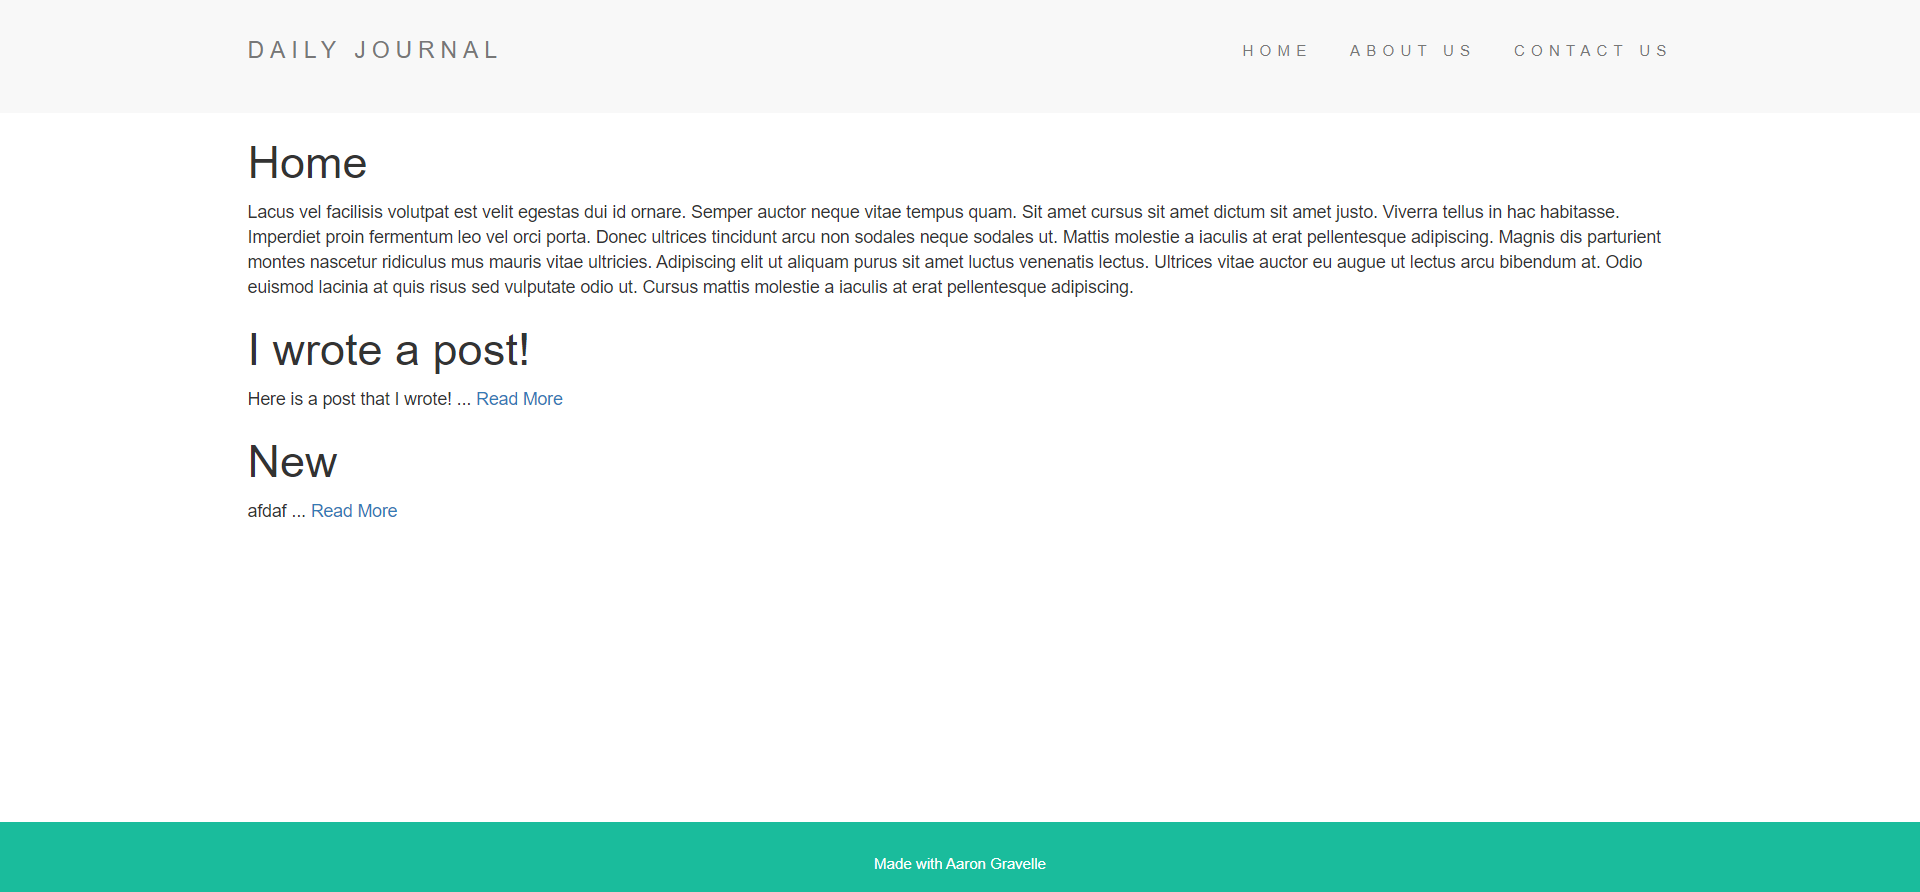 DAILY JOURNAL
HOME ABOUT US CONTACT US
Home
Lacus vel facilisis volutpat est velit egestas dui id ornare. Semper auctor neque vitae tempus quam. Sit amet cursus sit amet dictum sit amet justo. Viverra tellus in hac habitasse.
Imperdiet proin fermentum leo vel orci porta. Donec ultrices tincidunt arcu non sodales neque sodales ut. Mattis molestie a iaculis at erat pellentesque adipiscing. Magnis dis parturient
montes nascetur ridiculus mus mauris vitae ultricies. Adipiscing elit ut aliquam purus sit amet luctus venenatis lectus. Ultrices vitae auctor eu augue ut lectus arcu bibendum at. Odio
euismod lacinia at quis risus sed vulputate odio ut. Cursus mattis molestie a iaculis at erat pellentesque adipiscing.
I wrote a post!
Here is a post that I wrote! ... Read More
New
afdaf ... Read More
Made with Aaron Gravelle